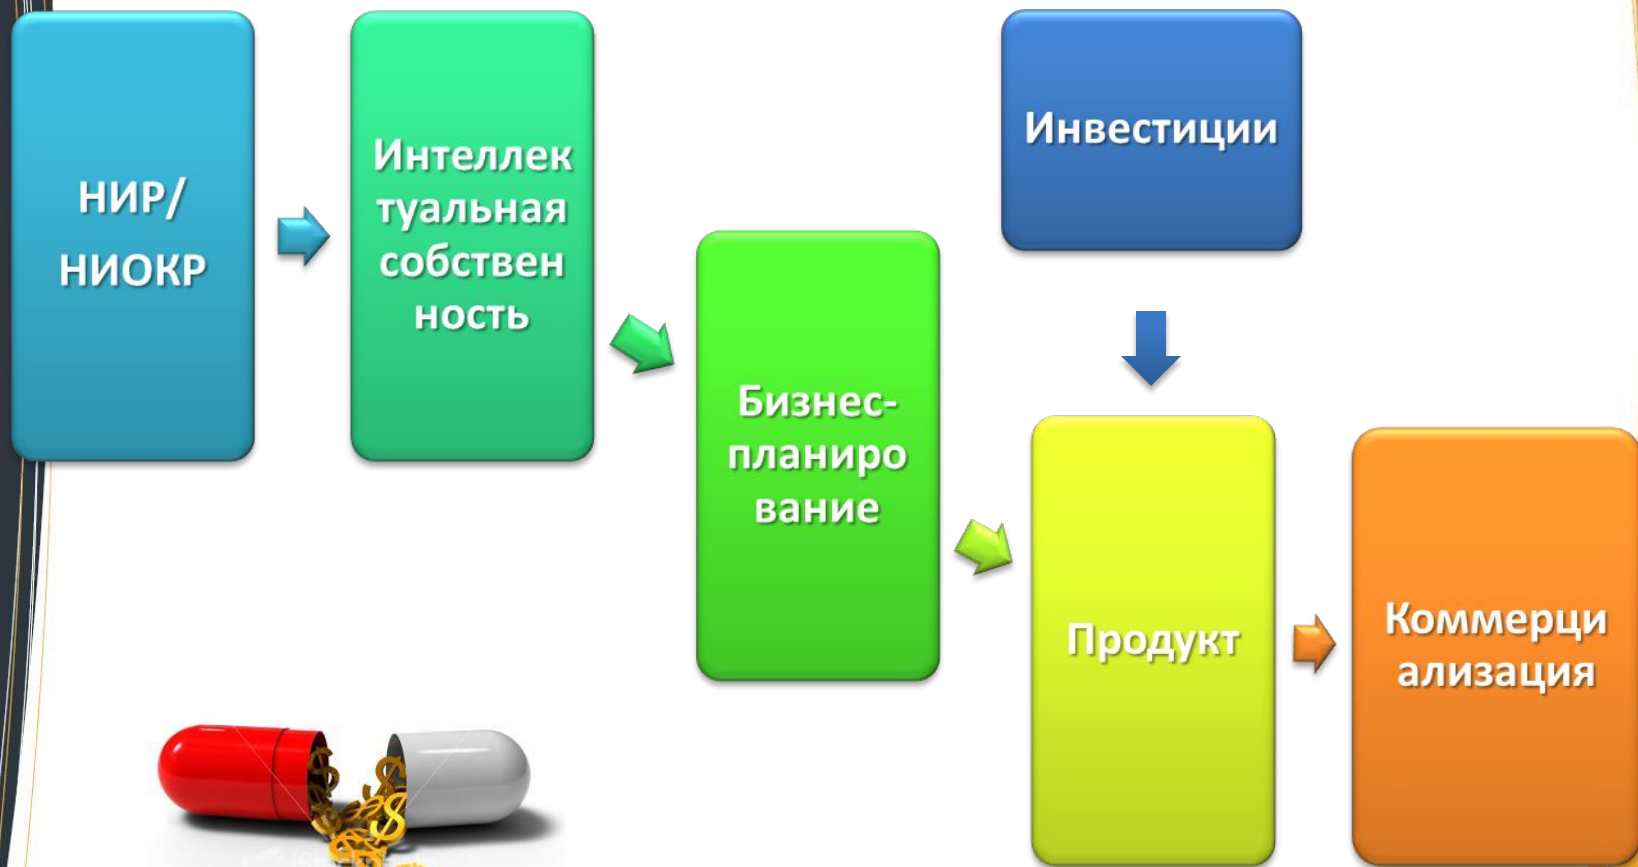 НИР/
НИОКР
Интеллек
туальная
собствен
ность
Бизнес-
планиро
вание
Инвестиции
Продукт
Коммерци
ализация